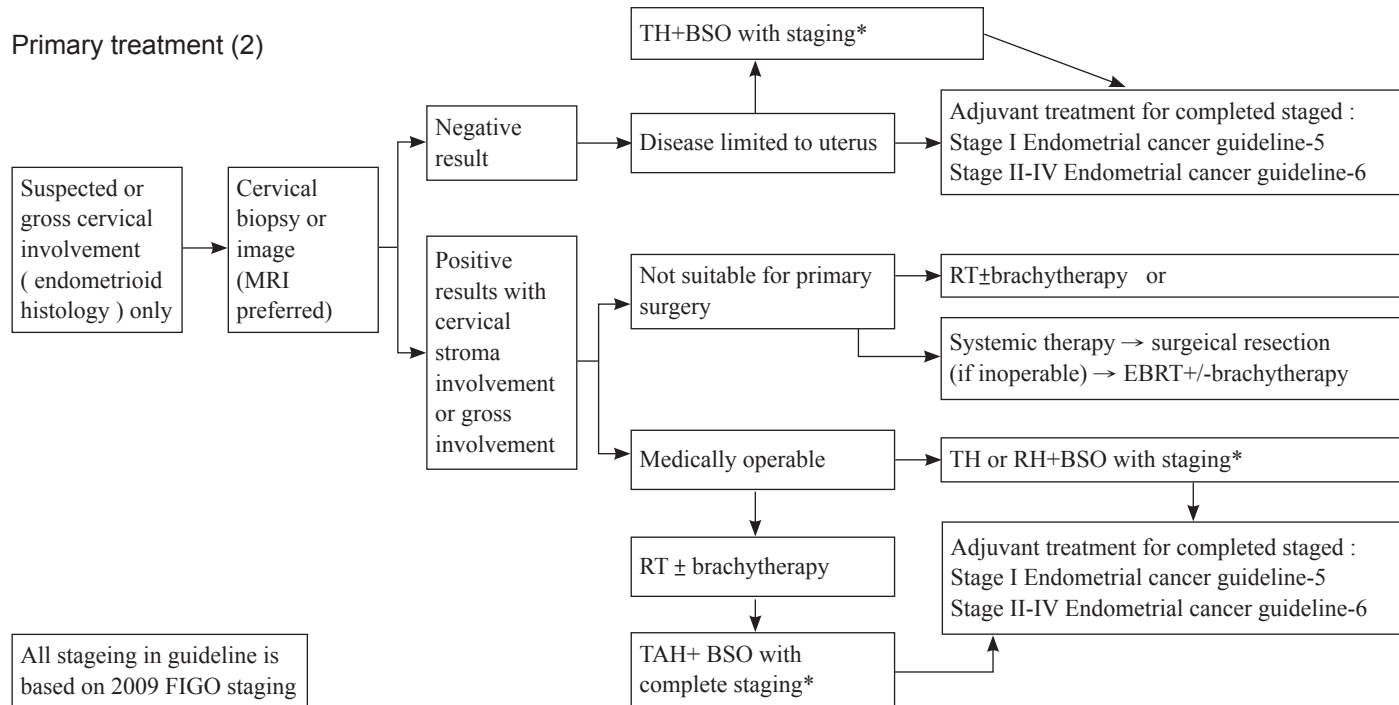 Primary treatment (2)
Suspected or
gross cervical
involvement
( endometrioid
histology ) only
Cervical
biopsy or
image
(MRI
preferred)
Negative
result
Disease limited to uterus
TH+BSO with staging*
Adjuvant treatment for completed staged :
Stage I Endometrial cancer guideline-5
Stage II-IV Endometrial cancer guideline-6
Positive
results with
cervical
stroma
involvement
or gross
involvement
Not suitable for primary
surgery
RT±brachytherapy or
Systemic therapy → surgeical resection
(if inoperable) → EBRT+/-brachytherapy
Medically operable
TH or RH+BSO with staging*
RT ± brachytherapy
TAH+ BSO with
complete staging*
Adjuvant treatment for completed staged :
Stage I Endometrial cancer guideline-5
Stage II-IV Endometrial cancer guideline-6
All stageing in guideline is
based on 2009 FIGO staging